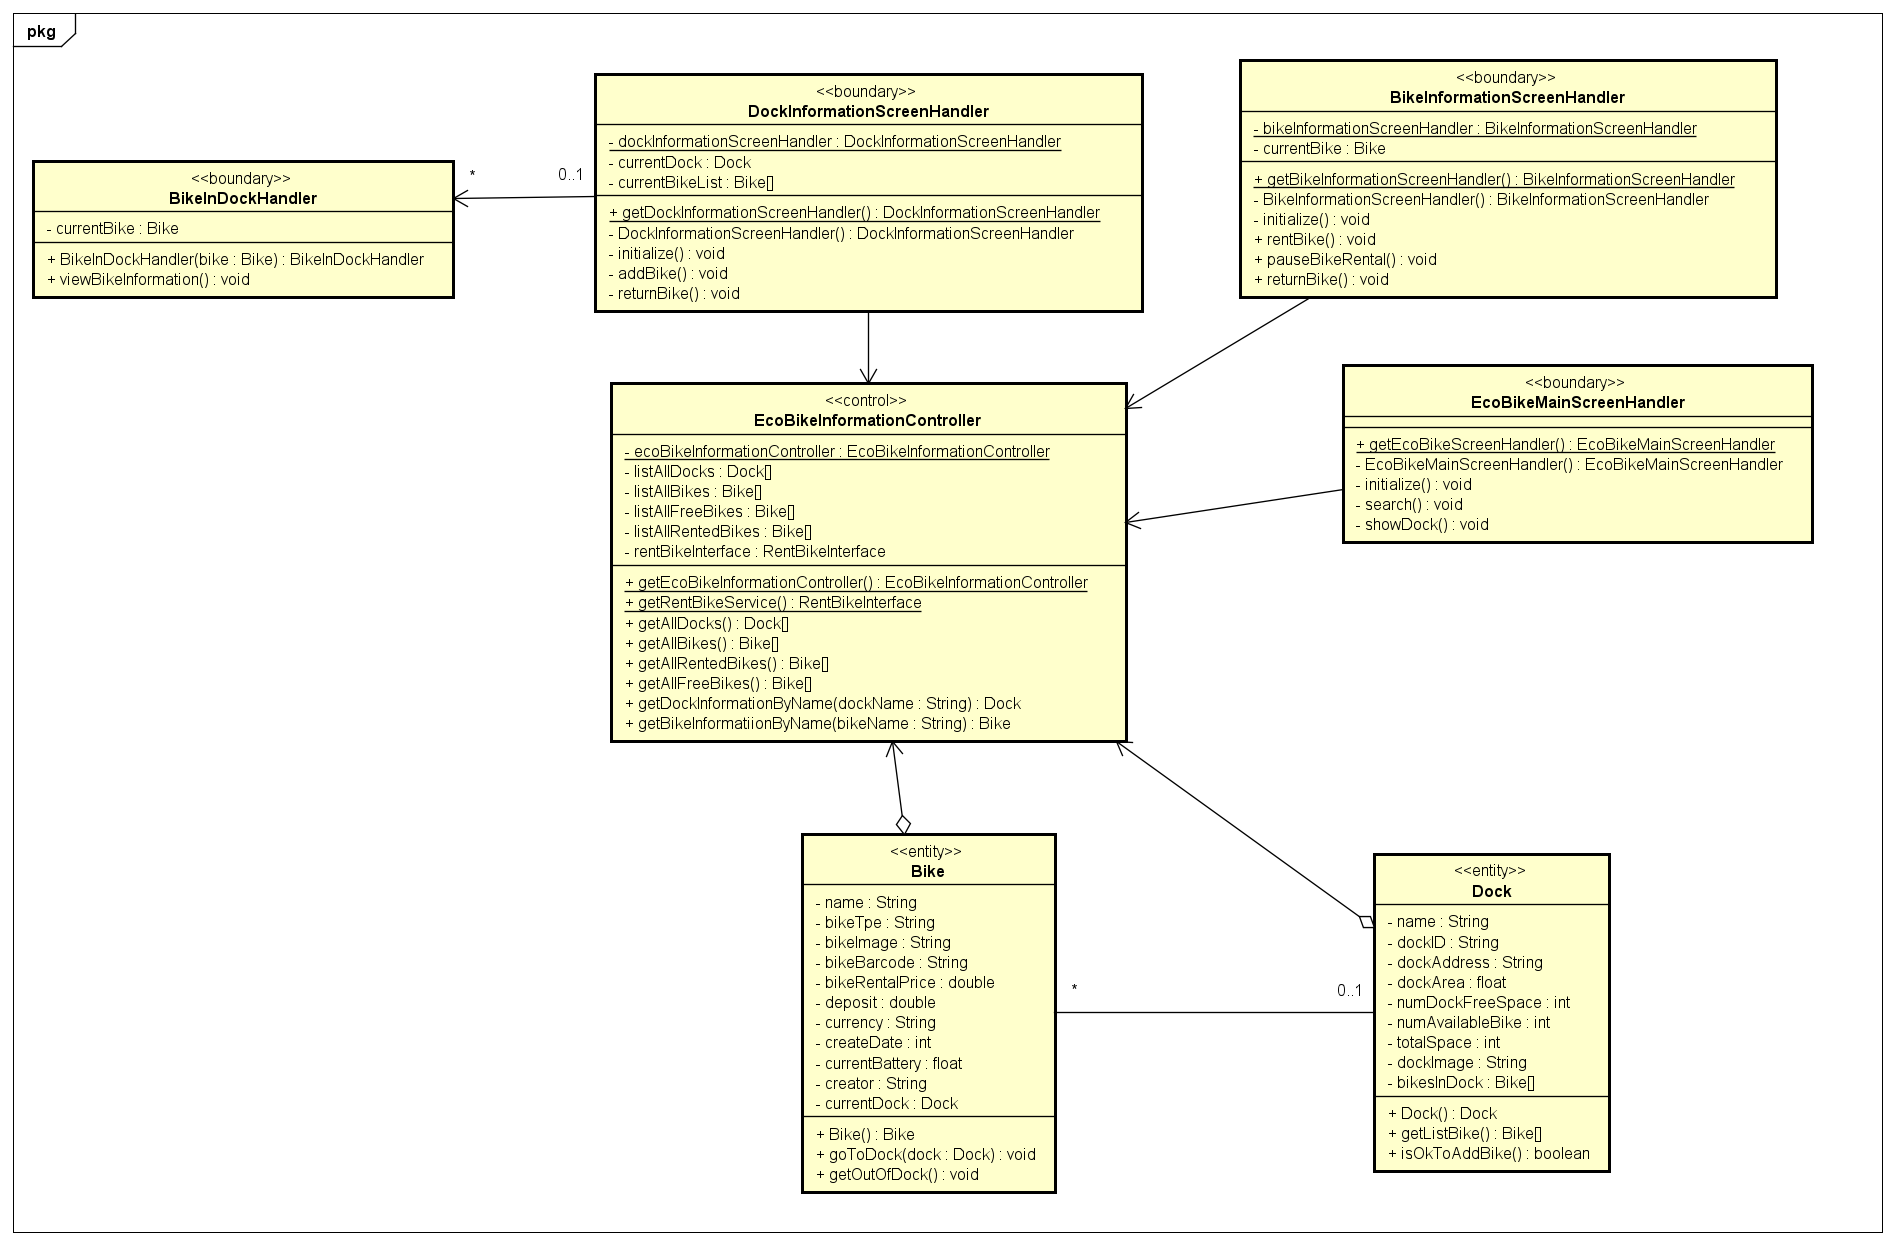 pkg
<<boundary>>
DockInformationScreenHandler
- dockInformationScreenHandler : DockInformationScreenHandler
- currentDock : Dock
- currentBikeList : Bike[]
+ getDockInformationScreenHandler() : DockInformationScreenHandler
- DockInformationScreenHandler() : DockInformationScreenHandler
- initialize() : void
- addBike() : void
- returnBike() : void
<<boundary>>
BikeInformationScreenHandler
- bikeInformationScreenHandler : BikeInformationScreenHandler
- currentBike : Bike
+ getBikeInformationScreenHandler() : BikeInformationScreenHandler
- BikeInformationScreenHandler() : BikeInformationScreenHandler
- initialize() : void
+ rentBike() : void
+ pauseBikeRental() : void
+ returnBike() : void
<<boundary>>
BikeInDockHandler
- currentBike : Bike
+ BikeInDockHandler(bike : Bike) : BikeInDockHandler
+ viewBikeInformation() : void
*
0..1
<<control>>
EcoBikeInformationController
- ecoBikeInformationController : EcoBikeInformationController
- listAllDocks : Dock[]
- listAllBikes : Bike[]
- listAllFreeBikes : Bike[]
- listAllRentedBikes : Bike[]
- rentBikeInterface : RentBikeInterface
+ getEcoBikeInformationController() : EcoBikeInformationController
+ getRentBikeService() : RentBikeInterface
+ getAllDocks() : Dock[]
+ getAllBikes() : Bike[]
+ getAllRentedBikes() : Bike[]
+ getAllFreeBikes() : Bike[]
+ getDockInformationByName(dockName : String) : Dock
+ getBikeInformatiionByName(bikeName : String) : Bike
<<boundary>>
EcoBikeMainScreenHandler
+ getEcoBikeScreenHandler() : EcoBikeMainScreenHandler
- EcoBikeMainScreenHandler() : EcoBikeMainScreenHandler
- initialize() : void
- search() : void
- showDock() : void
<<entity>>
Bike
- name : String
- bikeTpe : String
- bikeImage : String
- bikeBarcode : String
- bikeRentalPrice : double
- deposit : double
- currency : String
- createDate : int
- currentBattery : float
- creator : String
- currentDock : Dock
+ Bike() : Bike
+ goToDock(dock : Dock) : void
+ getOutOfDock() : void
*
0..1
<<entity>>
Dock
- name : String
- dockID : String
- dockAddress : String
- dockArea : float
- numDockFreeSpace : int
- numAvailableBike : int
- totalSpace : int
- dockImage : String
- bikesInDock : Bike[]
+ Dock() : Dock
+ getListBike() : Bike[]
+ isOkToAddBike() : boolean